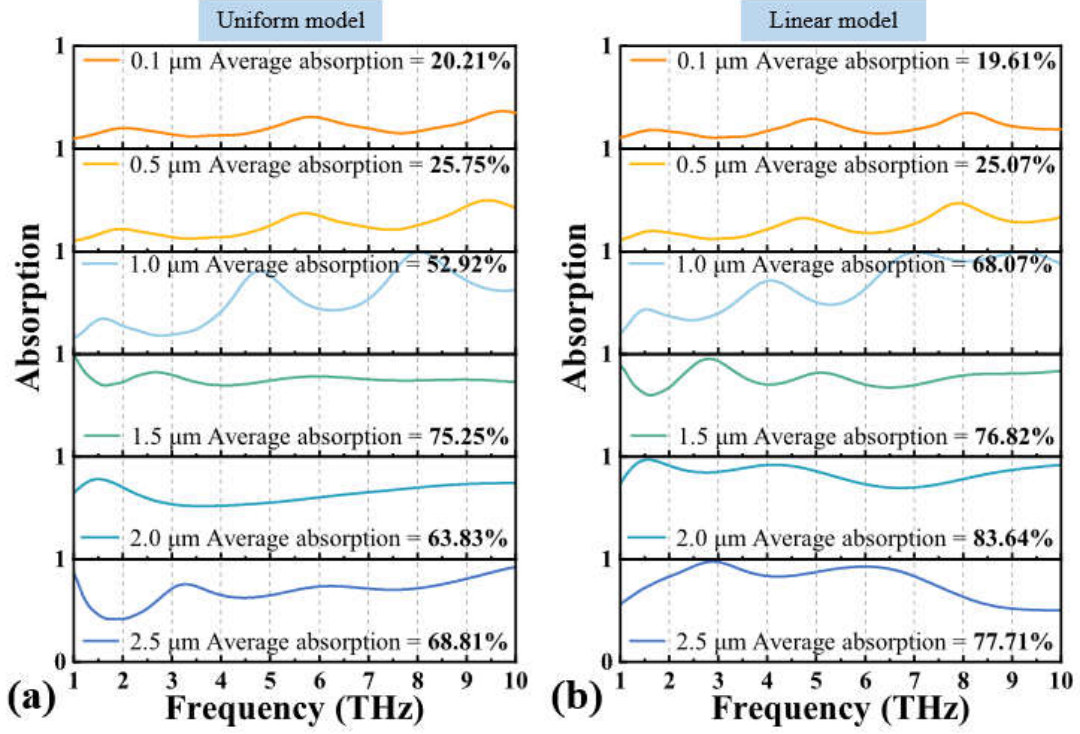 Uniform model
1
0.1 μm Average absorption = 20.21%
1
0.5 μm Average absorption = 25.75%
1
1.0 μm Average absorption = 52.92%
1
1.5 μm Average absorption = 75.25%
1
2.0 μm Average absorption = 63.83%
1
2.5 μm Average absorption = 68.81%
0
1 2 3 4 5 6 7 8 9 10
Absorption
Frequency (THz)
(a)
Linear model
1
0.1 μm Average absorption = 19.61%
1
0.5 μm Average absorption = 25.07%
1
1.0 μm Average absorption = 68.07%
1
1.5 μm Average absorption = 76.82%
1
2.0 μm Average absorption = 83.64%
1
2.5 μm Average absorption = 77.71%
0
1 2 3 4 5 6 7 8 9 10
Absorption
Frequency (THz)
(b)